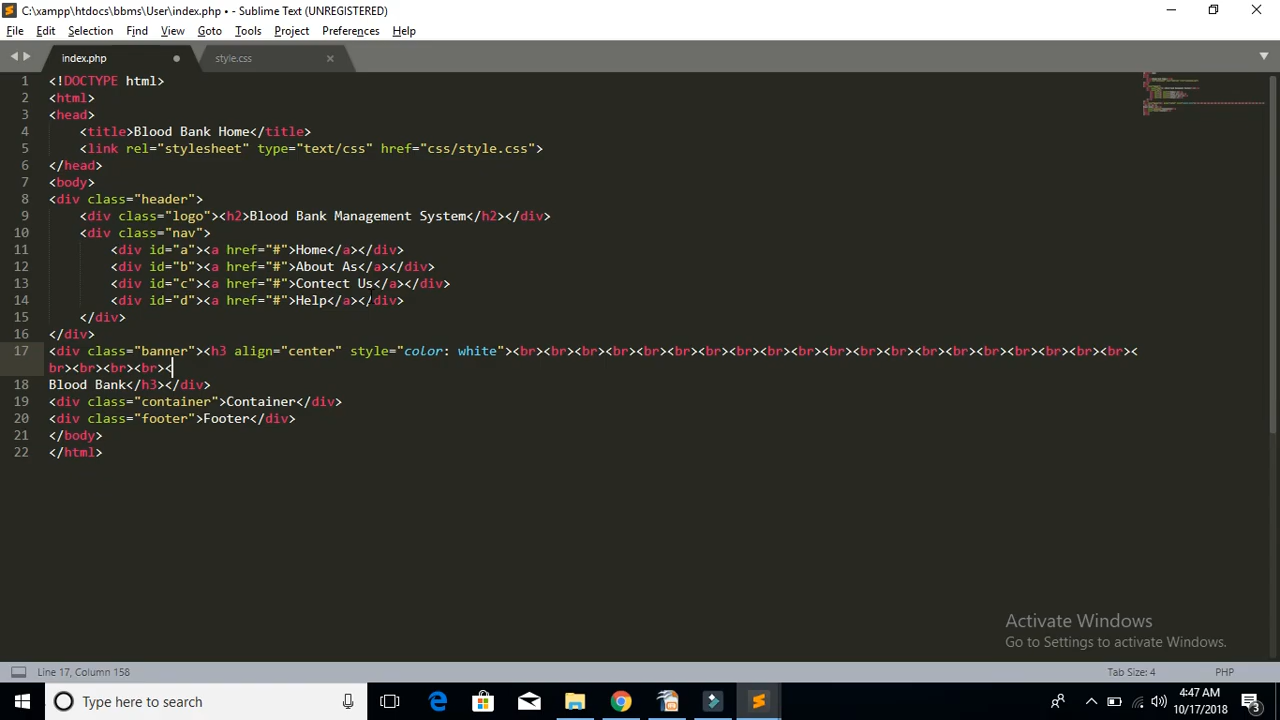 C:\xampp\htdocs\bbms\User\index.php • - Sublime Text (UNREGISTERED)
File Edit Selection Find View Goto Tools Project Preferences Help
index.php style.css
1 <!DOCTYPE html>
2 <html>
3 <head>
4 <title>Blood Bank Home</title>
5 <link rel="stylesheet" type="text/css" href="css/style.css">
6 </head>
7 <body>
8 <div class="header">
9 <div class="logo"><h2>Blood Bank Management System</h2></div>
10 <div class="nav">
11 <div id="a"><a href="#">Home</a></div>
12 <div id="b"><a href="#">About As</a></div>
13 <div id="c"><a href="#">Contect Us</a></div>
14 <div id="d"><a href="#">Help</a></div>
15 </div>
16 </div>
17 <div class="banner"><h3 align="center" style="color: white"><br><br><br><br><br><br><br><br><br><br><br><br><br><br><br><br><br><br><br><br><
br><br><br><br><
18 Blood Bank</h3></div>
19 <div class="container">Container</div>
20 <div class="footer">Footer</div>
21 </body>
22 </html>
Activate Windows
Go to Settings to activate Windows.
Line 17, Column 158 Tab Size: 4 PHP
Type here to search
4:47 AM
10/17/2018
3